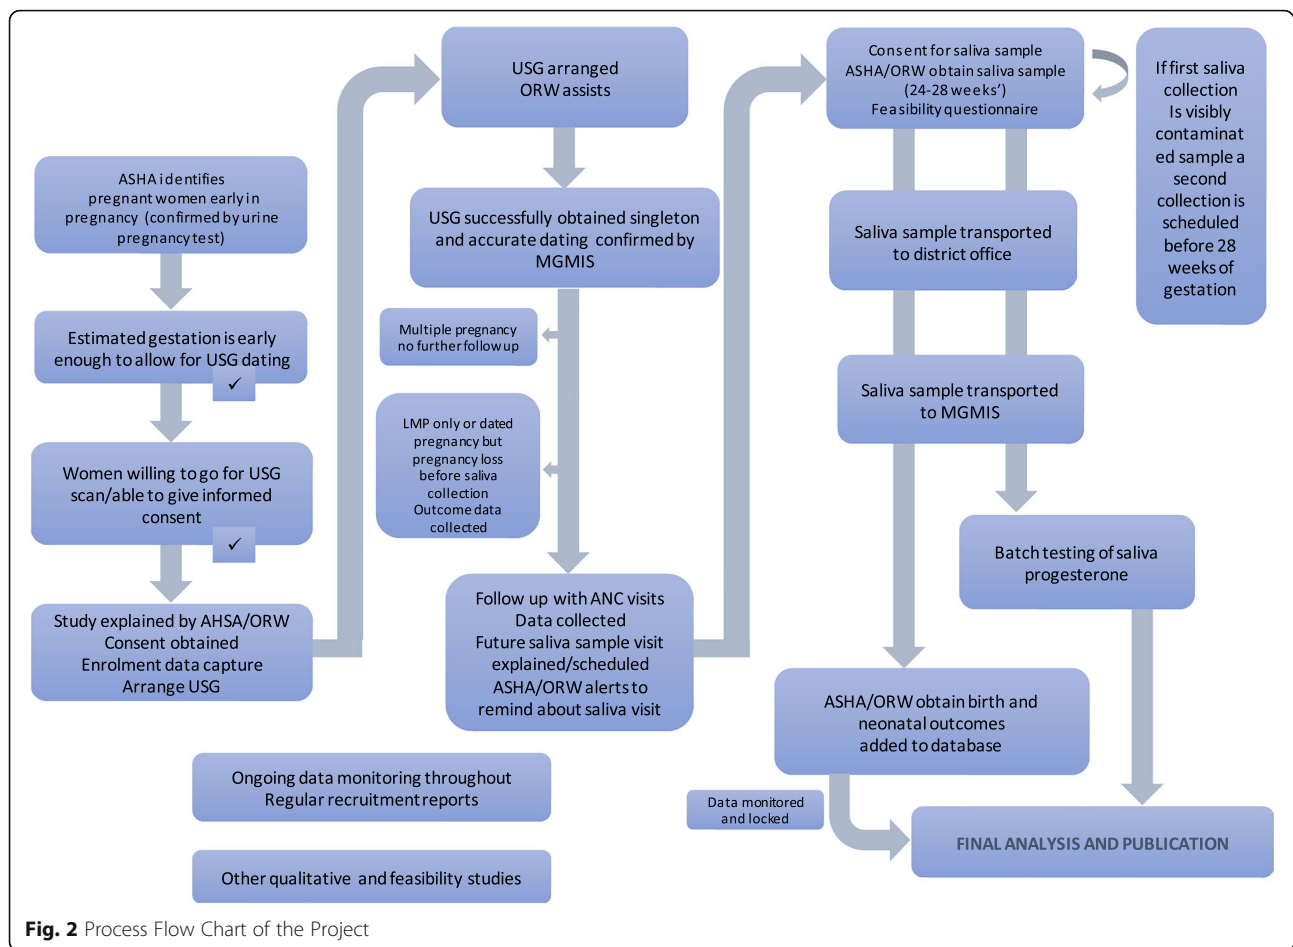 ASHA identifies
pregnant women early in
pregnancy (confirmed by urine
pregnancy test)
Estimated gestation is early
enough to allow for USG dating
✓
Women willing to go for USG
scan/able to give informed
consent
✓
Study explained by AHSA/ORW
Consent obtained
Enrolment data capture
Arrange USG
USG arranged
ORW assists
USG successfully obtained singleton
and accurate dating confirmed by
MGMIS
Multiple pregnancy
no further follow up
LMP only or dated
pregnancy but
pregnancy loss
before saliva
collection
Outcome data
collected
Follow up with ANC visits
Data collected
Future saliva sample visit
explained/scheduled
ASHA/ORW alerts to
remind about saliva visit
Consent for saliva sample
ASHA/ORW obtain saliva sample
(24-28 weeks')
Feasibility questionnaire
If first saliva
collection
Is visibly
contaminat
ed sample a
second
collection is
scheduled
before 28
weeks of
gestation
Saliva sample transported
to district office
Saliva sample transported
to MGMIS
Batch testing of saliva
progesterone
ASHA/ORW obtain birth and
neonatal outcomes
added to database
Data monitored
and locked
FINAL ANALYSIS AND PUBLICATION
Ongoing data monitoring throughout
Regular recruitment reports
Other qualitative and feasibility studies
Fig. 2 Process Flow Chart of the Project